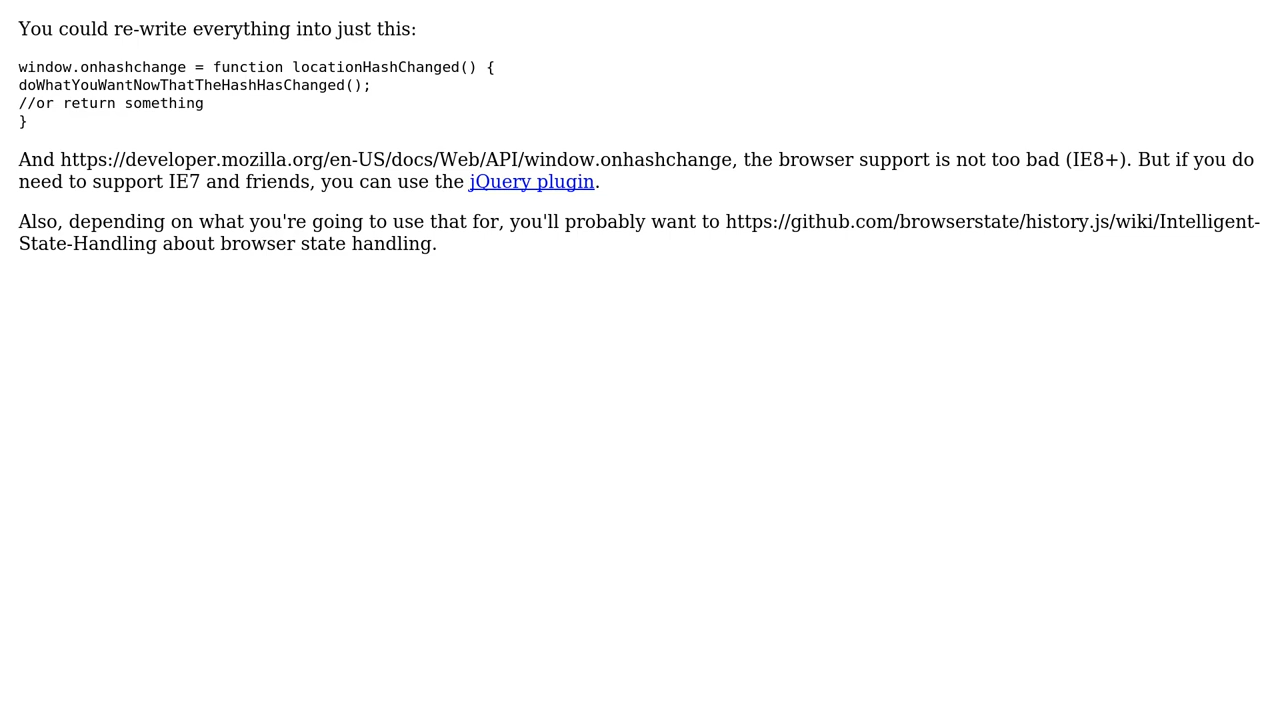 You could re-write everything into just this:
window.onhashchange = function locationHashChanged() {
doWhatYouWantNowThatTheHashHasChanged();
//or return something
}
And https://developer.mozilla.org/en-US/docs/Web/API/window.onhashchange, the browser support is not too bad (IE8+). But if you do
need to support IE7 and friends, you can use the jQuery plugin.
Also, depending on what you're going to use that for, you'll probably want to https://github.com/browserstate/history.js/wiki/Intelligent-
State-Handling about browser state handling.